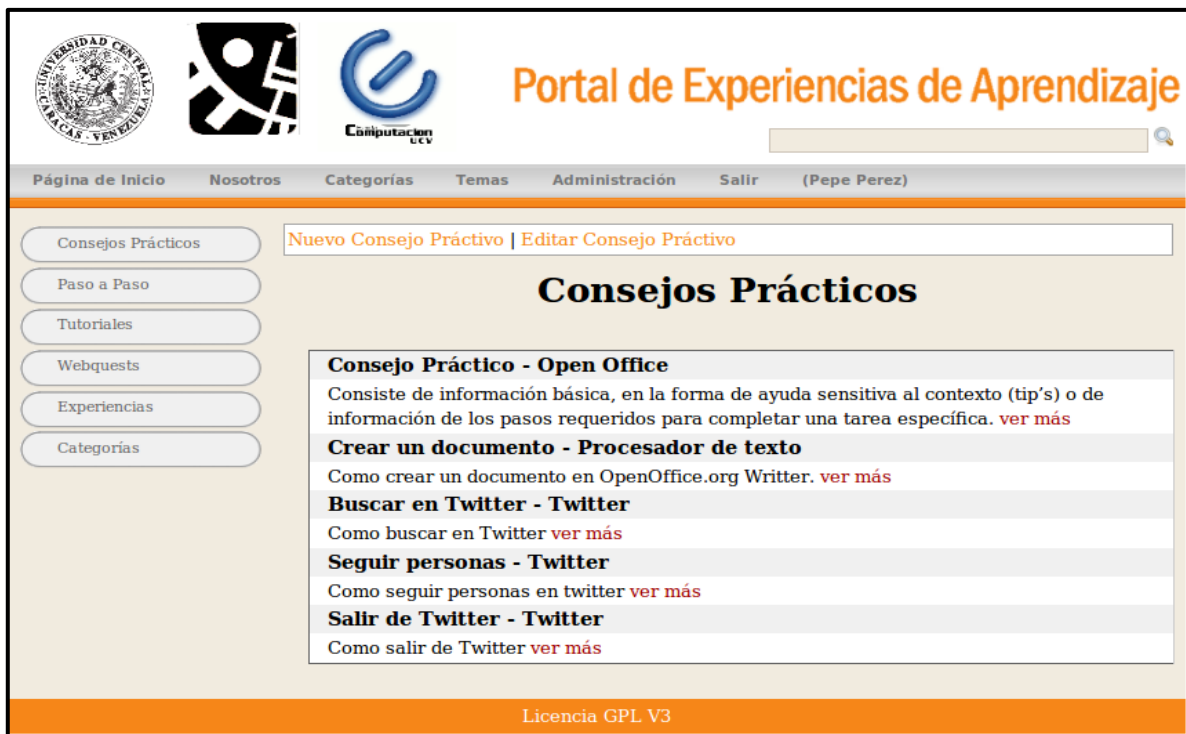 UNIVERSIDAD CENTRAL
CARACAS - VENEZUELA
Computacion
UCV
Portal de Experiencias de Aprendizaje
Página de Inicio Nosotros Categorías Temas Administración Salir (Pepe Perez)
Consejos Prácticos
Paso a Paso
Tutoriales
Webquests
Experiencias
Categorías
Nuevo Consejo Práctivo | Editar Consejo Práctivo
Consejos Prácticos
Consejo Práctico - Open Office
Consiste de información básica, en la forma de ayuda sensitiva al contexto (tip’s) o de
información de los pasos requeridos para completar una tarea específica. ver más
Crear un documento - Procesador de texto
Como crear un documento en OpenOffice.org Writter. ver más
Buscar en Twitter - Twitter
Como buscar en Twitter ver más
Seguir personas - Twitter
Como seguir personas en twitter ver más
Salir de Twitter - Twitter
Como salir de Twitter ver más
Licencia GPL V3